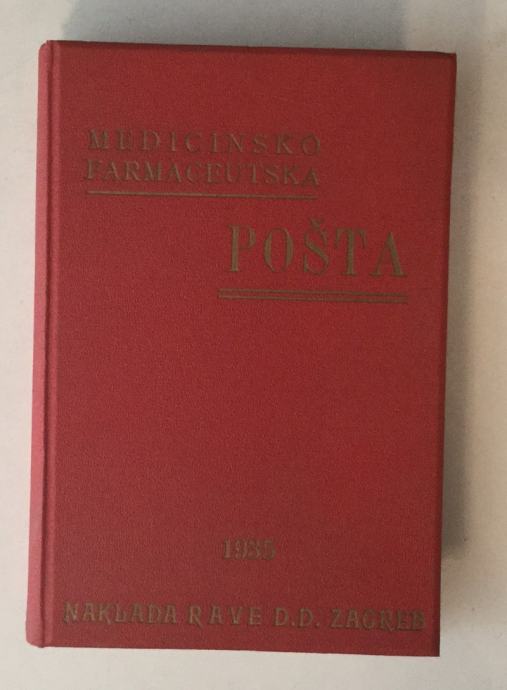 MEDICINSKO
FARMACEUTSKA
POŠTA
1935
NAKLADA RAVE D.D. ZAGREB